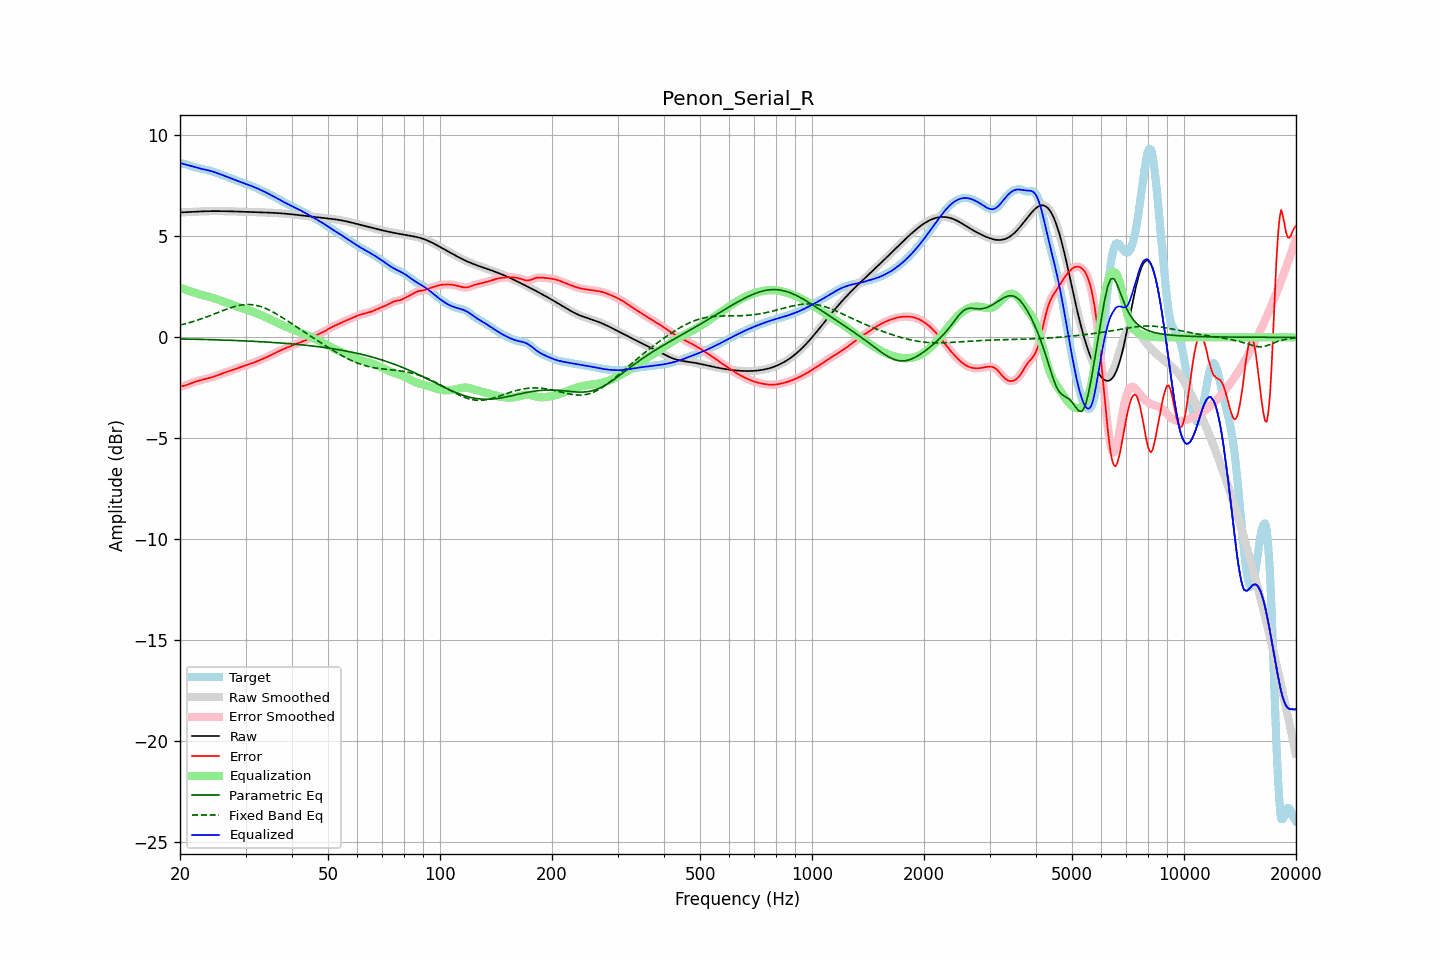 Penon_Serial_R
10
5
0
−5
−10
−15
−20
−25
Amplitude (dBr)
Target
Raw Smoothed
Error Smoothed
Raw
Error
Equalization
Parametric Eq
Fixed Band Eq
Equalized
20 50 100 200 500 1000 2000 5000 10000 20000
Frequency (Hz)